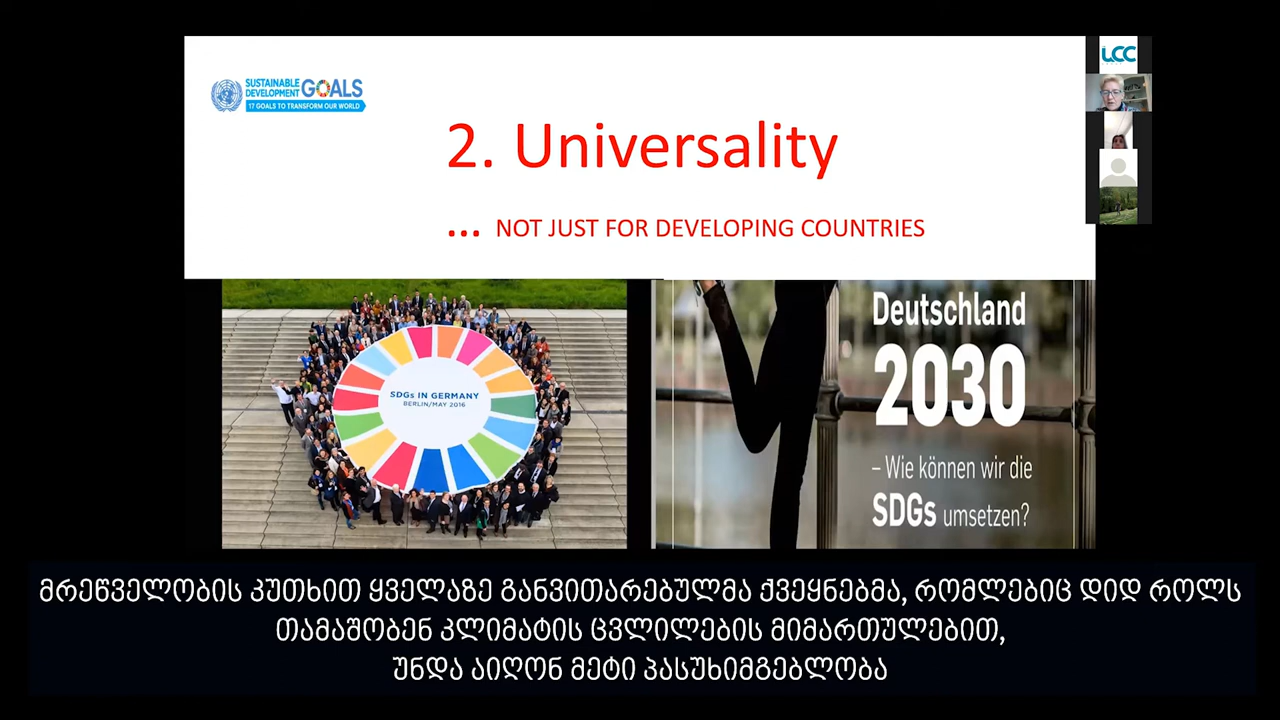 SUSTAINABLE
DEVELOPMENT GOALS
17 GOALS TO TRANSFORM OUR WORLD
2. Universality
... NOT JUST FOR DEVELOPING COUNTRIES
LCC
SDGs IN GERMANY
BERLIN/MAY 2016
Deutschland
2030
– Wie können wir die
SDGs umsetzen?
მრეწველობის კუთხით ყველაზე განვითარებულმა ქვეყნებმა, რომლებიც დიდ როლს
თამაშობენ კლიმატის ცვლილების მიმართულებით,
უნდა აიღონ მეტი პასუხიმგებლობა